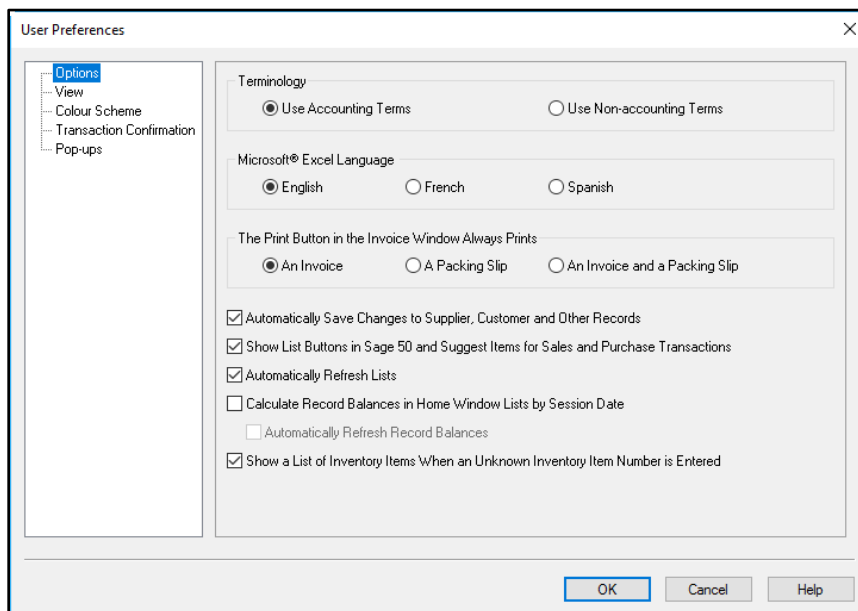 User Preferences
Options
View
Colour Scheme
Transaction Confirmation
Pop-ups
Terminology
Use Accounting Terms Use Non-accounting Terms
Microsoft® Excel Language
English French Spanish
The Print Button in the Invoice Window Always Prints
An Invoice A Packing Slip An Invoice and a Packing Slip
Automatically Save Changes to Supplier, Customer and Other Records
Show List Buttons in Sage 50 and Suggest Items for Sales and Purchase Transactions
Automatically Refresh Lists
Calculate Record Balances in Home Window Lists by Session Date
Automatically Refresh Record Balances
Show a List of Inventory Items When an Unknown Inventory Item Number is Entered
OK Cancel Help